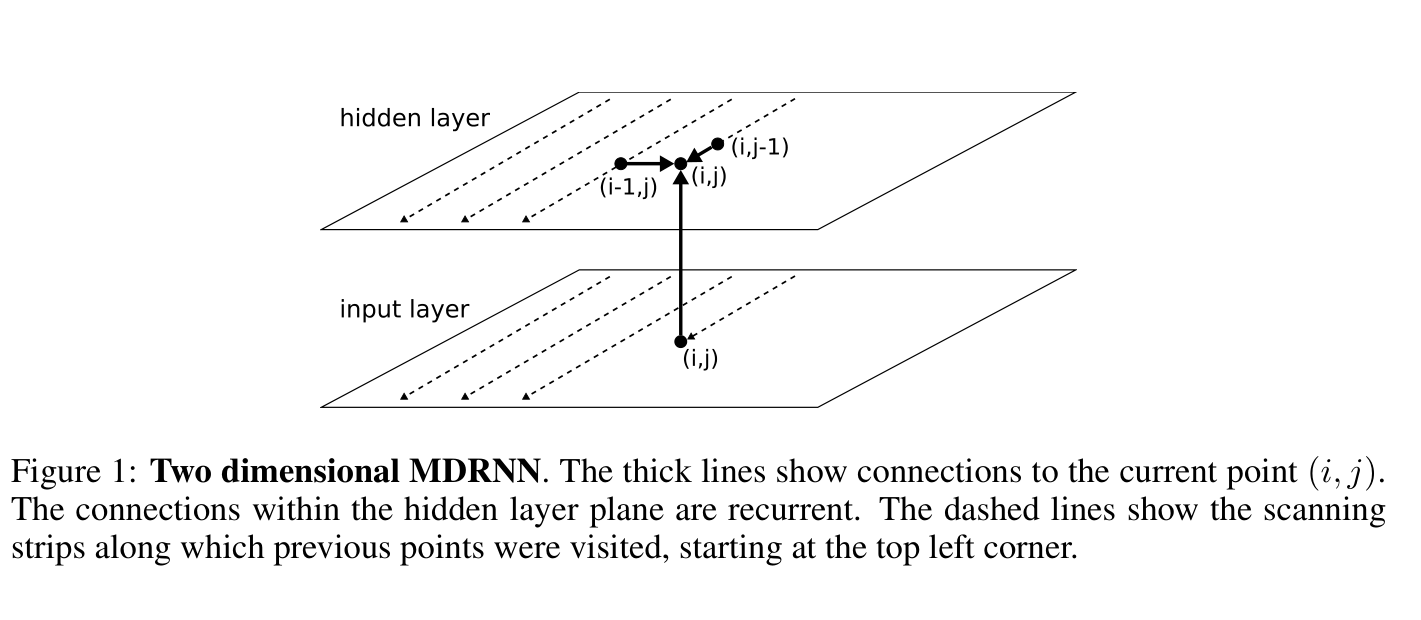 hidden layer
(i,j-1)
(i-1,j)
(i,j)
input layer
(i,j)
Figure 1: Two dimensional MDRNN. The thick lines show connections to the current point (i, j).
The connections within the hidden layer plane are recurrent. The dashed lines show the scanning
strips along which previous points were visited, starting at the top left corner.